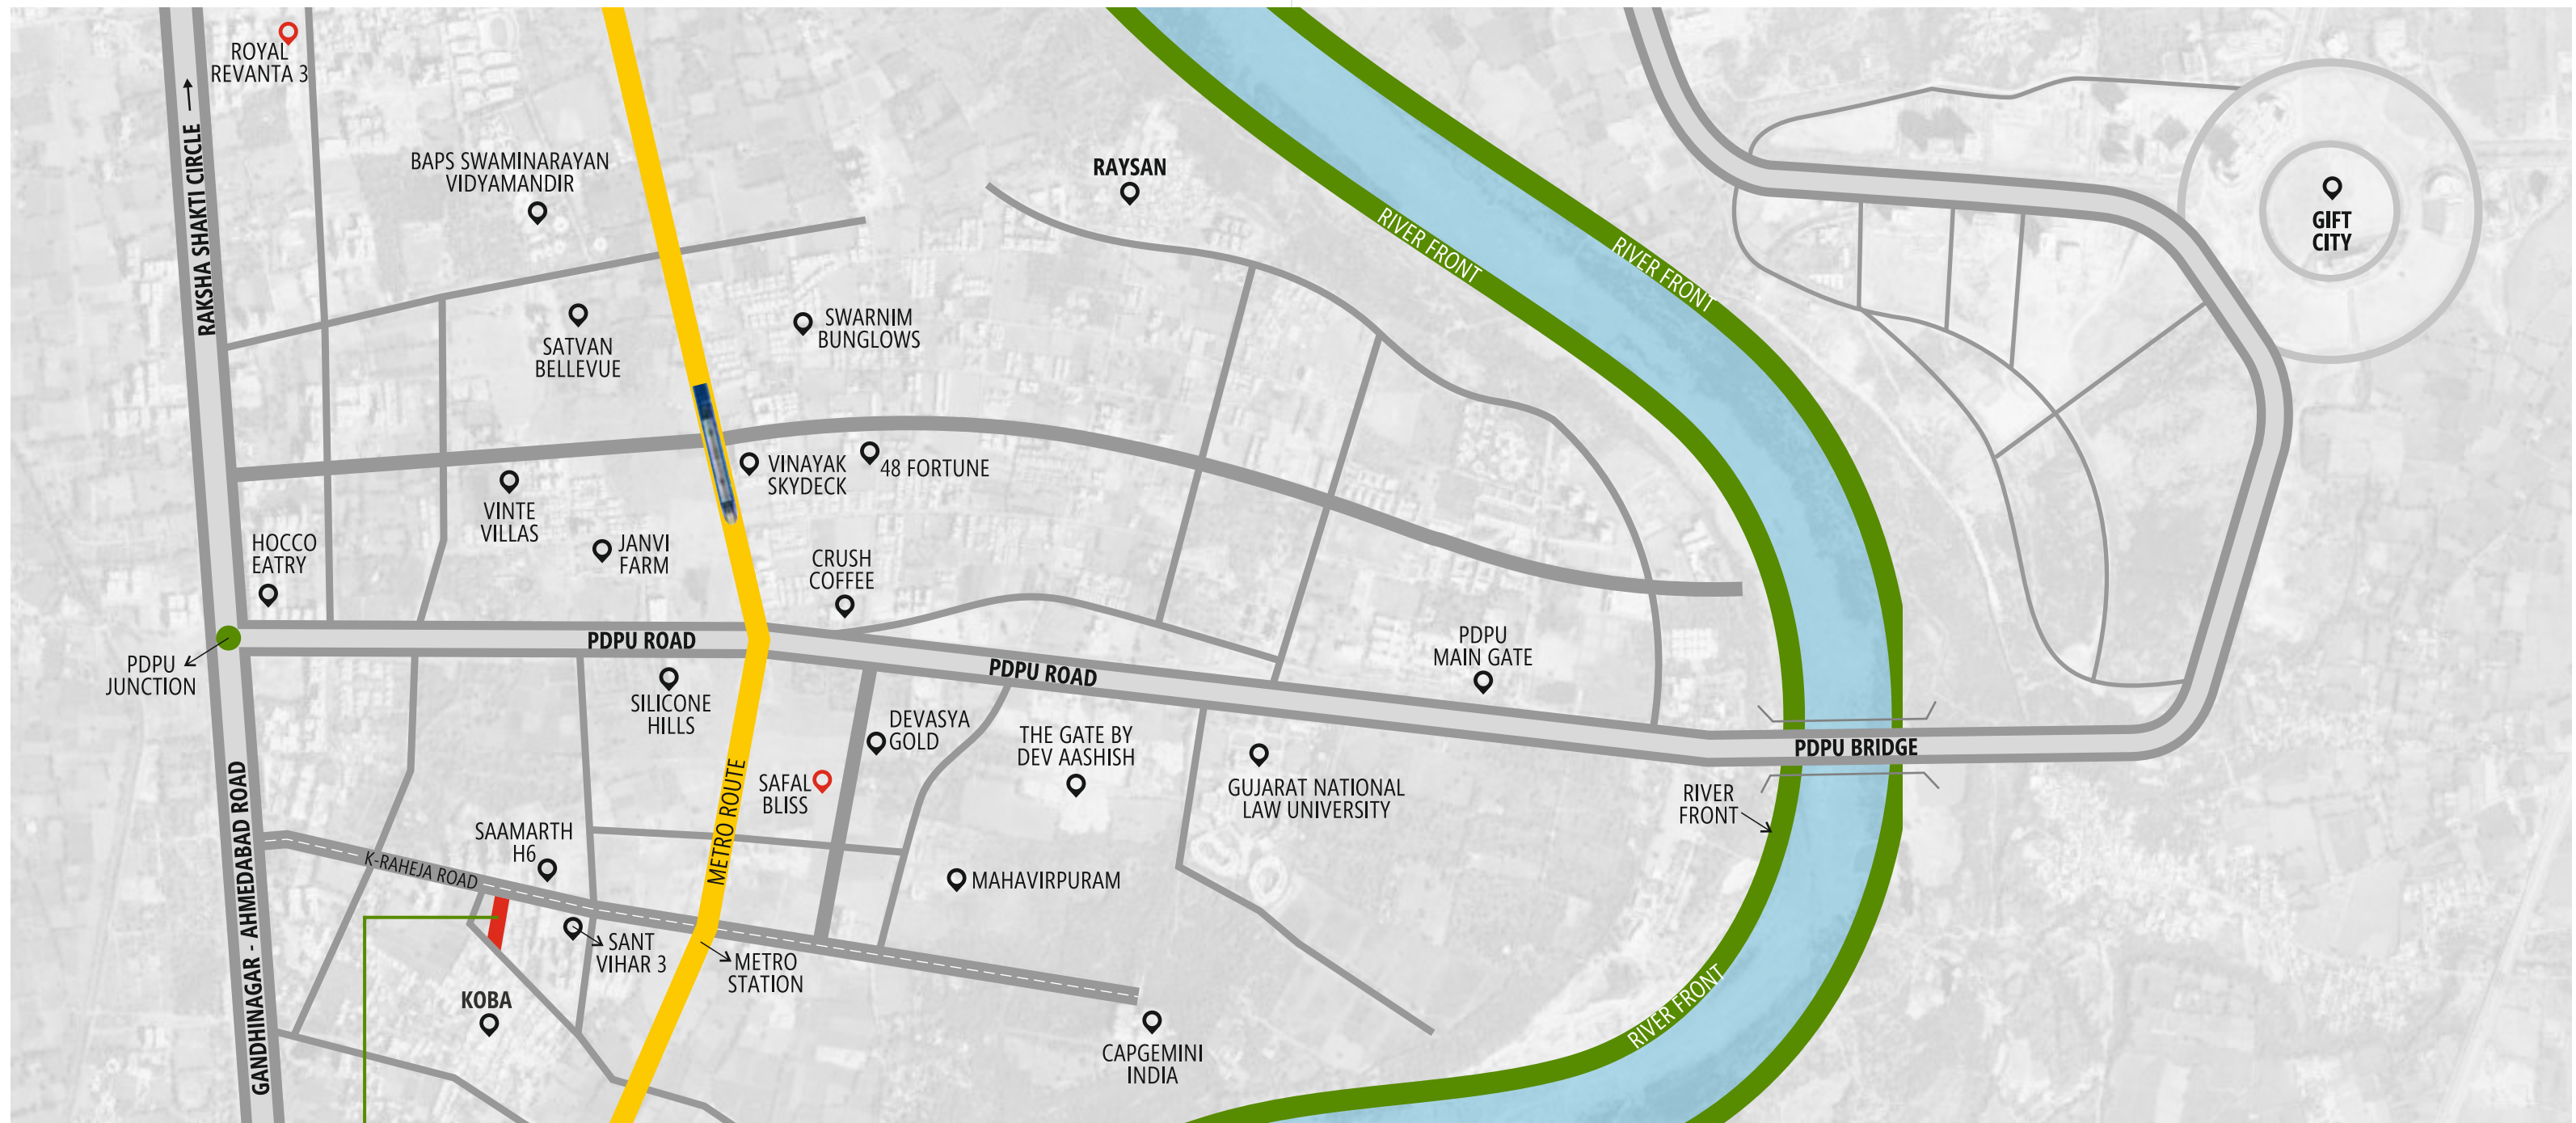 ROYAL
REVANTA 3
RAKSHA SHAKTI CIRCLE
BAPS SWAMINARAYAN
VIDYAMANDIR
RAYSAN
RIVER FRONT
RIVER FRONT
GIFT
CITY
SATVAN
BELLEVUE
SWARNIM
BUNGLOWS
VINAYAK
SKYDECK
48 FORTUNE
VINTE
VILLAS
HOCCO
EATRY
JANVI
FARM
CRUSH
COFFEE
PDPU ROAD
PDPU
JUNCTION
PDPU ROAD
PDPU
MAIN GATE
SILICONE
HILLS
DEVASYA
GOLD
THE GATE BY
DEV AASHISH
PDPU BRIDGE
GUJARAT NATIONAL
LAW UNIVERSITY
RIVER
FRONT
METRO ROUTE
SAFAL
BLISS
GANDHINAGAR - AHMEDABAD ROAD
SAAMARTH
H6
K-RAHEJA ROAD
MAHAVIRPURAM
SANT
VIHAR 3
METRO
STATION
KOBA
RIVER FRONT
CAPGEMINI
INDIA